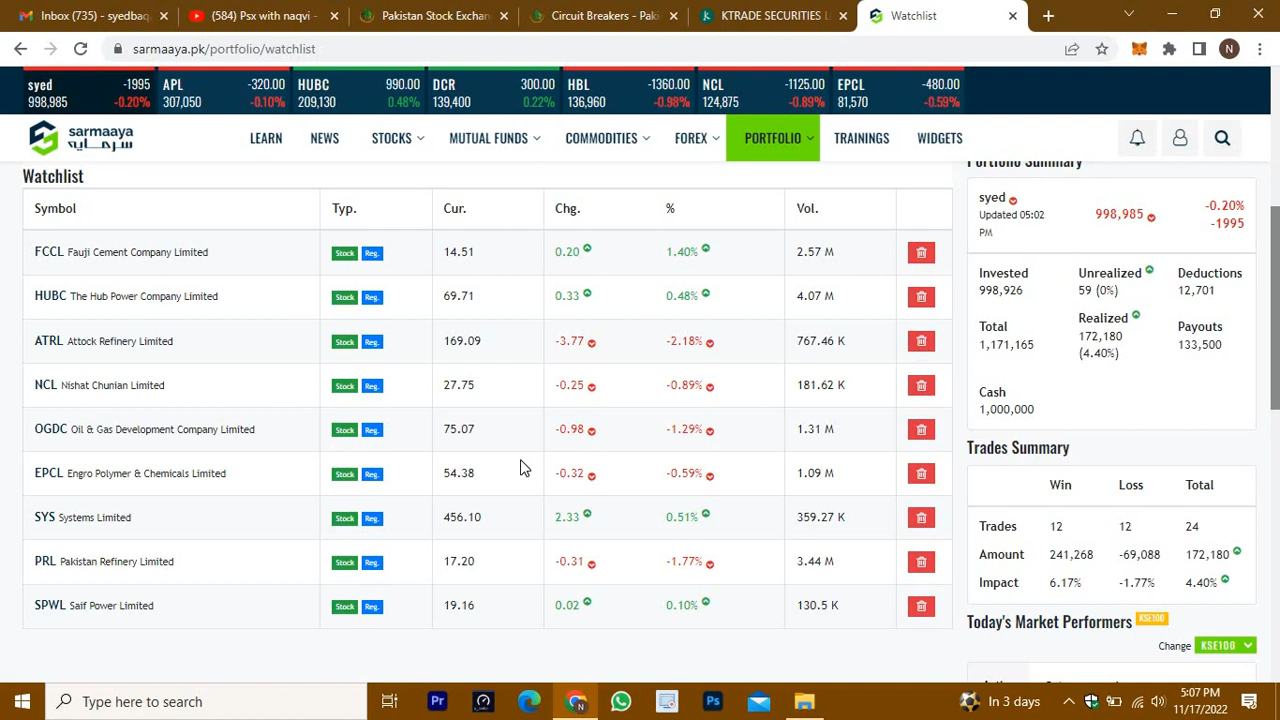 Inbox (735) - syedbaq
(584) Psx with naqvi -
Pakistan Stock Exchan
Circuit Breakers - Paki
KTRADE SECURITIES L
Watchlist
sarmaaya.pk/portfolio/watchlist
N
syed -1995 APL -320.00 HUBC 990.00 DCR 300.00 HBL -1360.00 NCL -1125.00 EPCL -480.00
998,985 -0.20% 307,050 -0.10% 209,130 0.48% 139,400 0.22% 136,960 -0.98% 124,875 -0.89% 81,570 -0.59%
sarmaaya
سرمایہ
LEARN NEWS STOCKS MUTUAL FUNDS COMMODITIES FOREX PORTFOLIO TRAININGS WIDGETS
Watchlist
Symbol Typ. Cur. Chg. % Vol.
FCCL Fauji Cement Company Limited Stock Reg. 14.51 0.20 1.40% 2.57 M
HUBC The Hub Power Company Limited Stock Reg. 69.71 0.33 0.48% 4.07 M
ATRL Attock Refinery Limited Stock Reg. 169.09 -3.77 -2.18% 767.46 K
NCL Nishat Chunian Limited Stock Reg. 27.75 -0.25 -0.89% 181.62 K
OGDC Oil & Gas Development Company Limited Stock Reg. 75.07 -0.98 -1.29% 1.31 M
EPCL Engro Polymer & Chemicals Limited Stock Reg. 54.38 -0.32 -0.59% 1.09 M
SYS Systems Limited Stock Reg. 456.10 2.33 0.51% 359.27 K
PRL Pakistan Refinery Limited Stock Reg. 17.20 -0.31 -1.77% 3.44 M
SPWL Saif Power Limited Stock Reg. 19.16 0.02 0.10% 130.5 K
Portfolio Summary
syed
Updated 05:02
PM
998,985
-0.20%
-1995
Invested
998,926
Unrealized
59 (0%)
Deductions
12,701
Total
1,171,165
Realized
172,180
(4.40%)
Payouts
133,500
Cash
1,000,000
Trades Summary
Win Loss Total
Trades 12 12 24
Amount 241,268 -69,088 172,180
Impact 6.17% -1.77% 4.40%
Today's Market Performers KSE100
Change KSE100
Type here to search
Pr
Ps
N
In 3 days
5:07 PM
11/17/2022